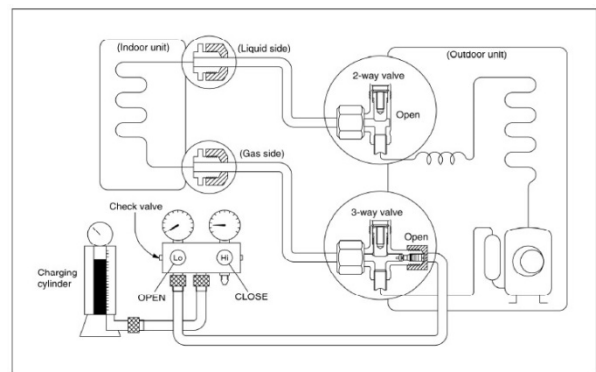 (Indoor unit)
(Liquid side)
2-way valve
(Outdoor unit)
Open
(Gas side)
3-way valve
Open
Check valve
Lo
Hi
Charging
cylinder
OPEN
CLOSE